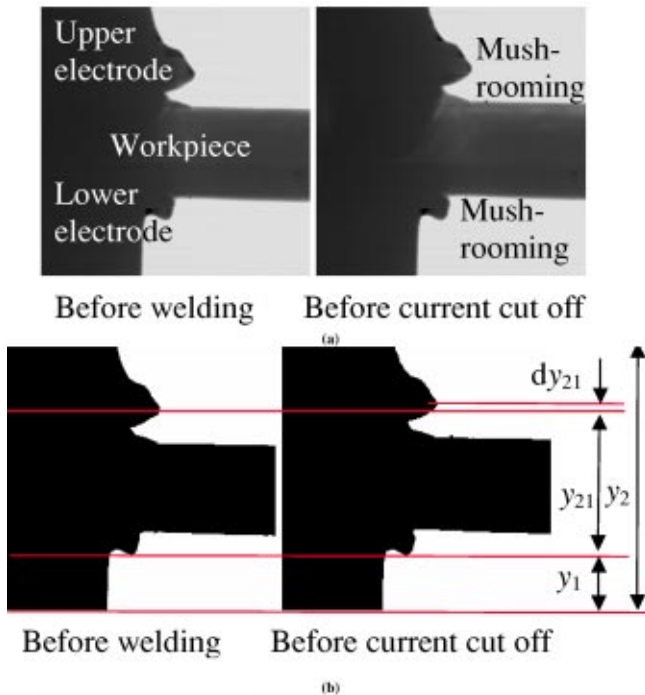 Upper
electrode
Workpiece
Lower
electrode
Mush-
rooming
Mush-
rooming
Before welding
Before current cut off
(a)
dy21
y21
y2
y1
Before welding
Before current cut off
(b)